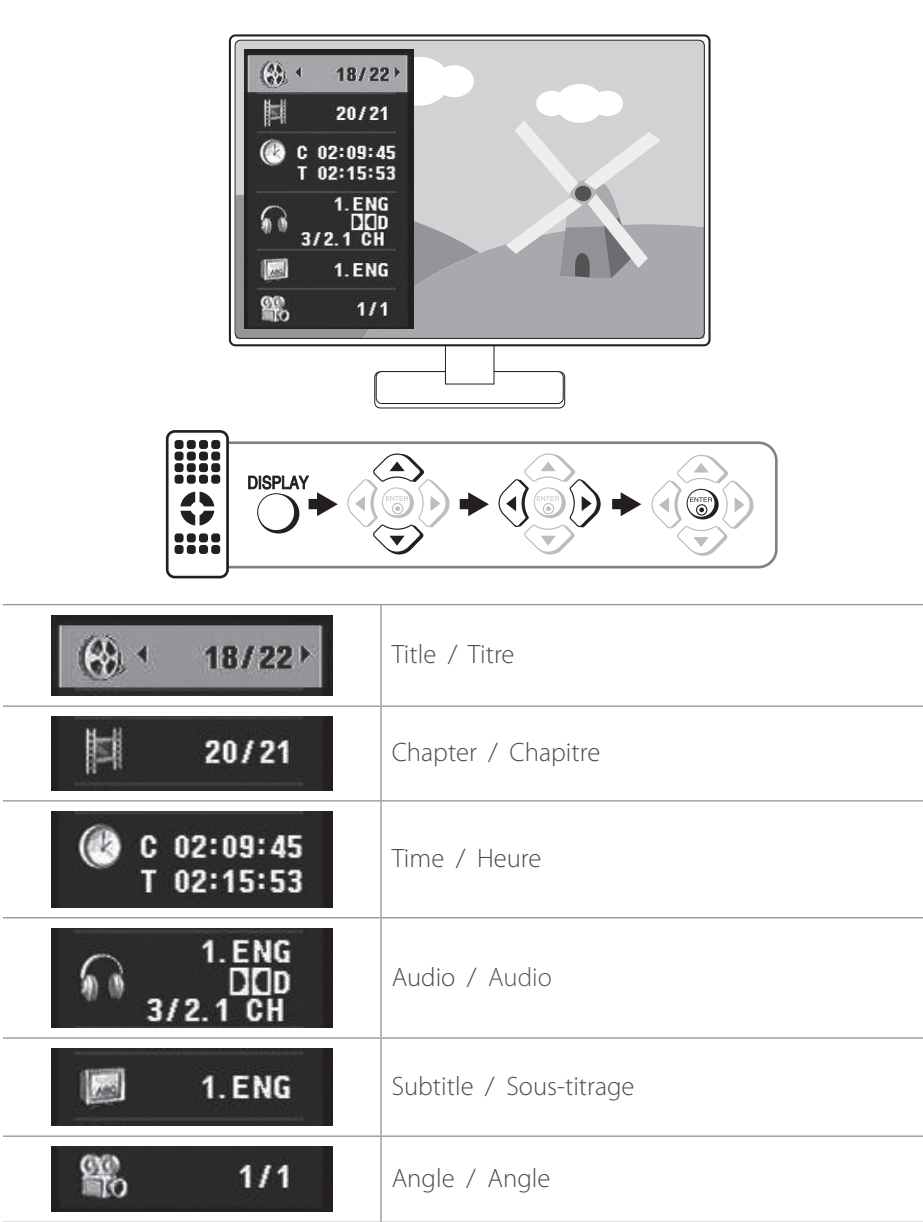 18/22
20/21
C 02:09:45
T 02:15:53
1.ENG
D
3/2.1 CH
1.ENG
1/1
DISPLAY
ENTER
ENTER
ENTER
18/22
Title / Titre
20/21
Chapter / Chapitre
C 02:09:45
T 02:15:53
Time / Heure
1.ENG
D
3/2.1 CH
Audio / Audio
ABC
1.ENG
Subtitle / Sous-titrage
1/1
Angle / Angle